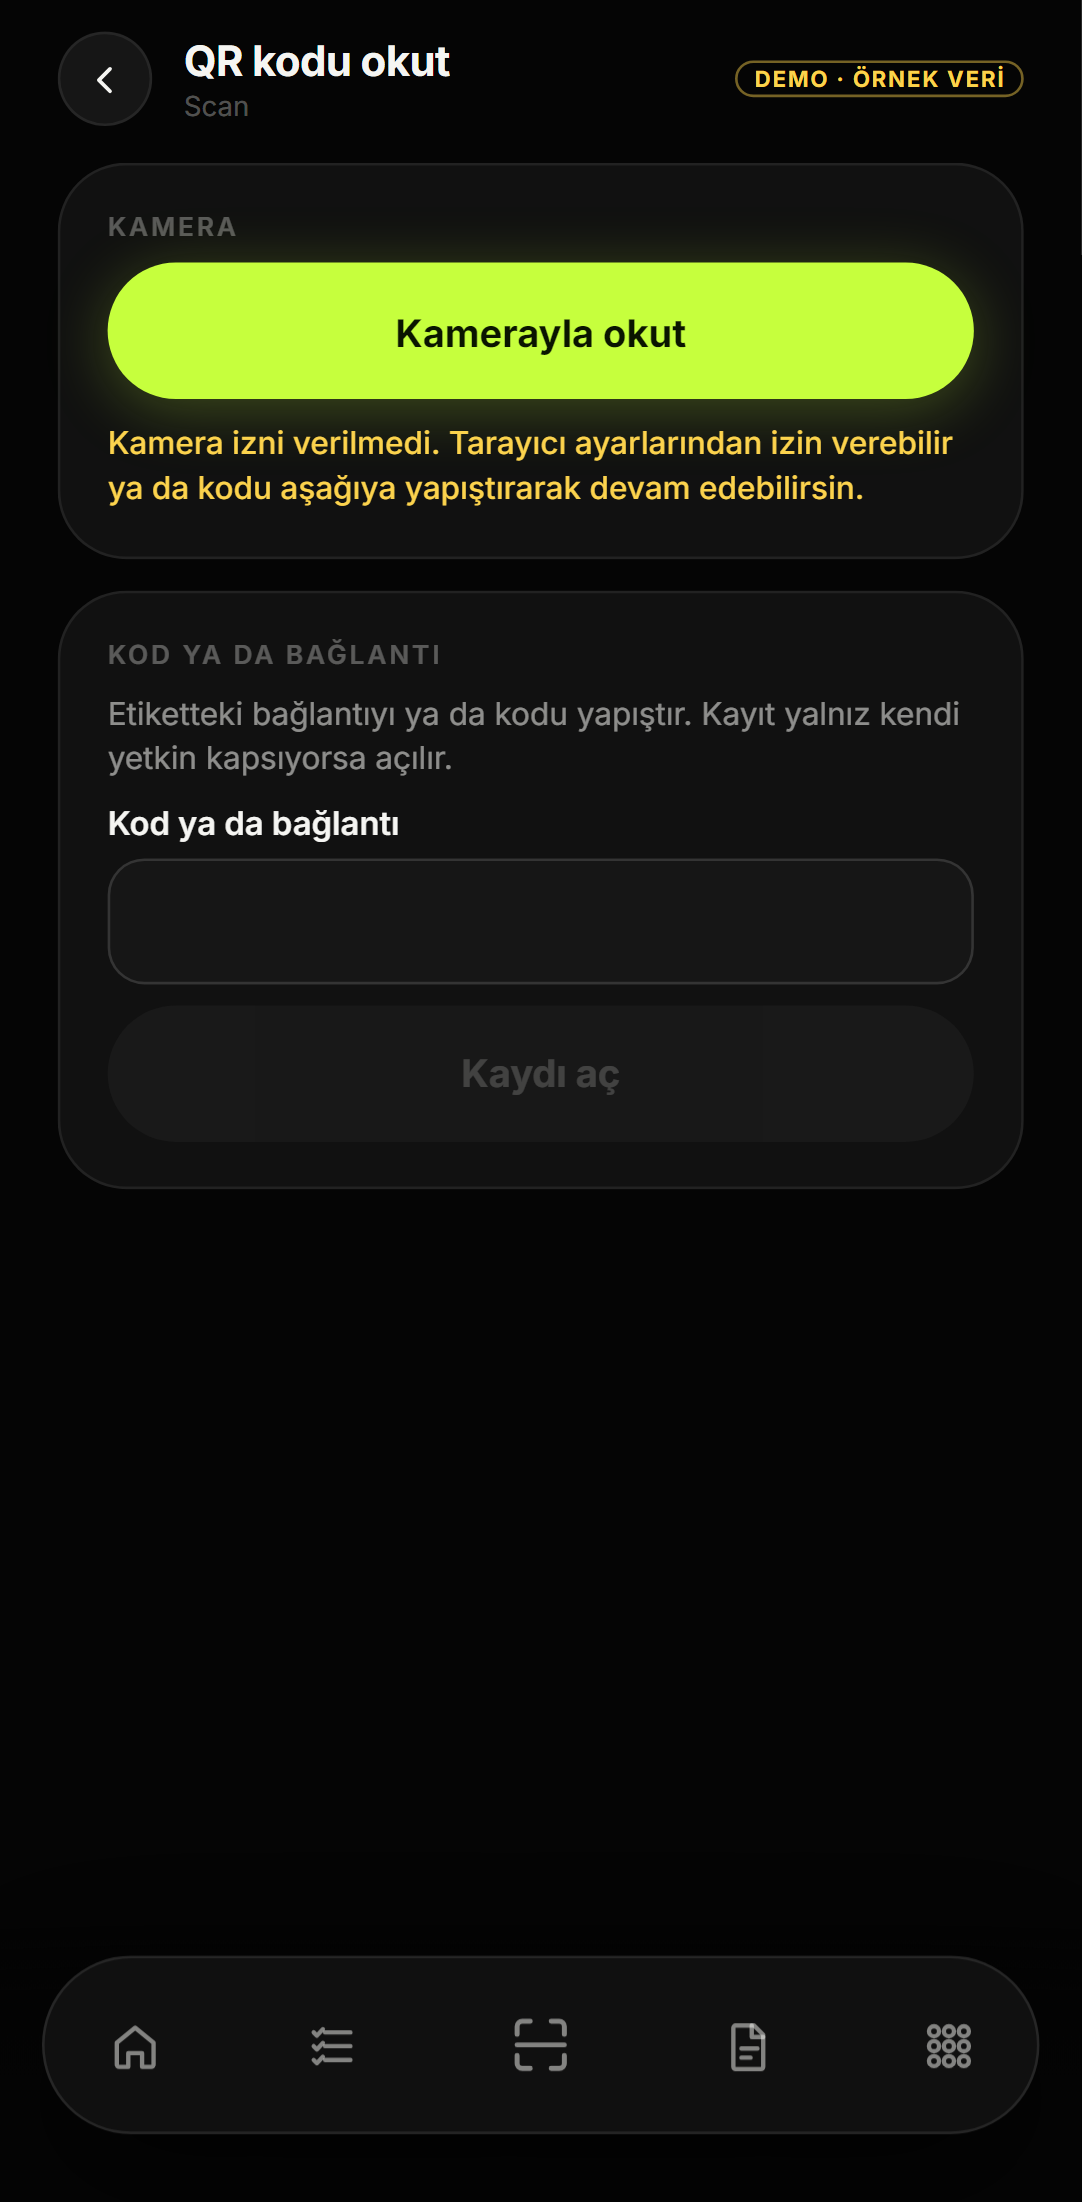 QR kodu okut
Scan
DEMO · ÖRNEK VERİ
KAMERA
Kamerayla okut
Kamera izni verilmedi. Tarayıcı ayarlarından izin verebilir
ya da kodu aşağıya yapıştırarak devam edebilirsin.
KOD YA DA BAĞLANTI
Etiketteki bağlantıyı ya da kodu yapıştır. Kayıt yalnız kendi
yetkin kapsıyorsa açılır.
Kod ya da bağlantı
Kaydı aç